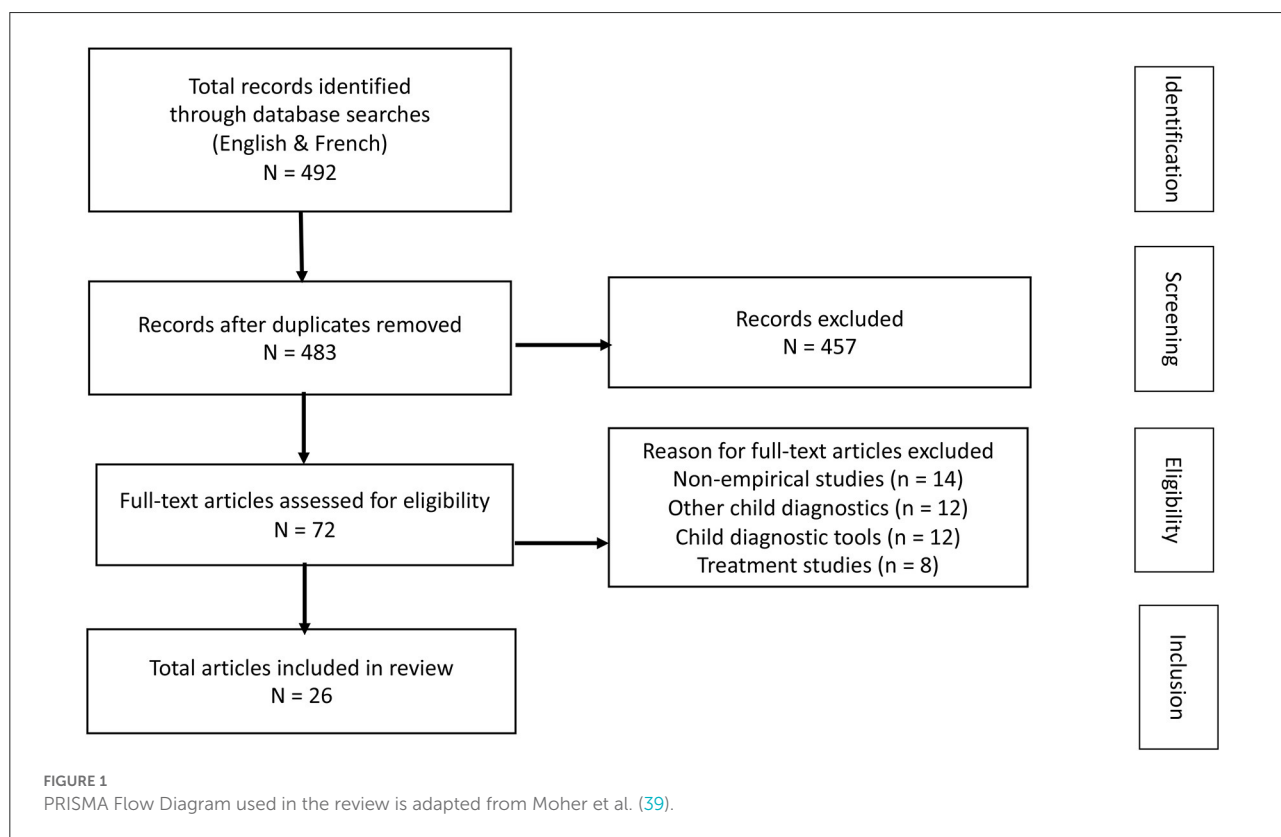 Total records identified
through database searches
(English & French)
N = 492
Identification
Records after duplicates removed
N = 483
Records excluded
N = 457
Screening
Full-text articles assessed for eligibility
N = 72
Reason for full-text articles excluded
Non-empirical studies (n = 14)
Other child diagnostics (n = 12)
Child diagnostic tools (n = 12)
Treatment studies (n = 8)
Eligibility
Total articles included in review
N = 26
Inclusion
FIGURE 1
PRISMA Flow Diagram used in the review is adapted from Moher et al. (39).